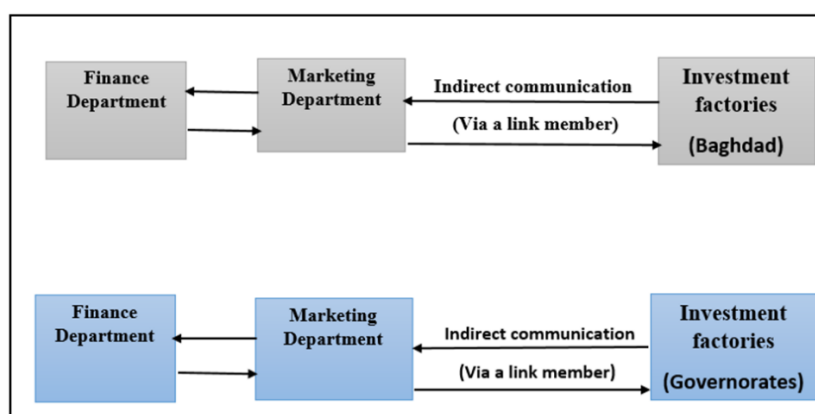 Finance
Department
Marketing
Department
Indirect communication
(Via a link member)
Investment
factories
(Baghdad)
Finance
Department
Marketing
Department
Indirect communication
(Via a link member)
Investment
factories
(Governorates)